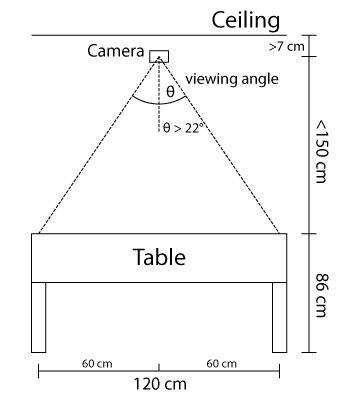 Ceiling
>7 cm
Camera
viewing angle
θ
θ > 22°
<150 cm
Table
86 cm
60 cm
60 cm
120 cm